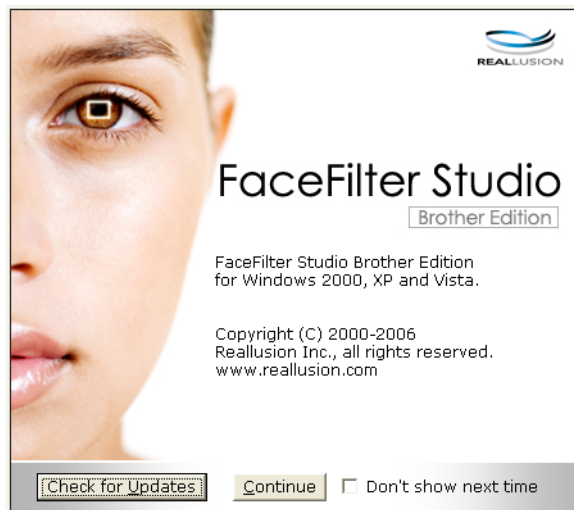 REALLUSION
FaceFilter Studio
Brother Edition
FaceFilter Studio Brother Edition
for Windows 2000, XP and Vista.
Copyright (C) 2000-2006
Reallusion Inc., all rights reserved.
www.reallusion.com
Check for Updates
Continue
Don't show next time